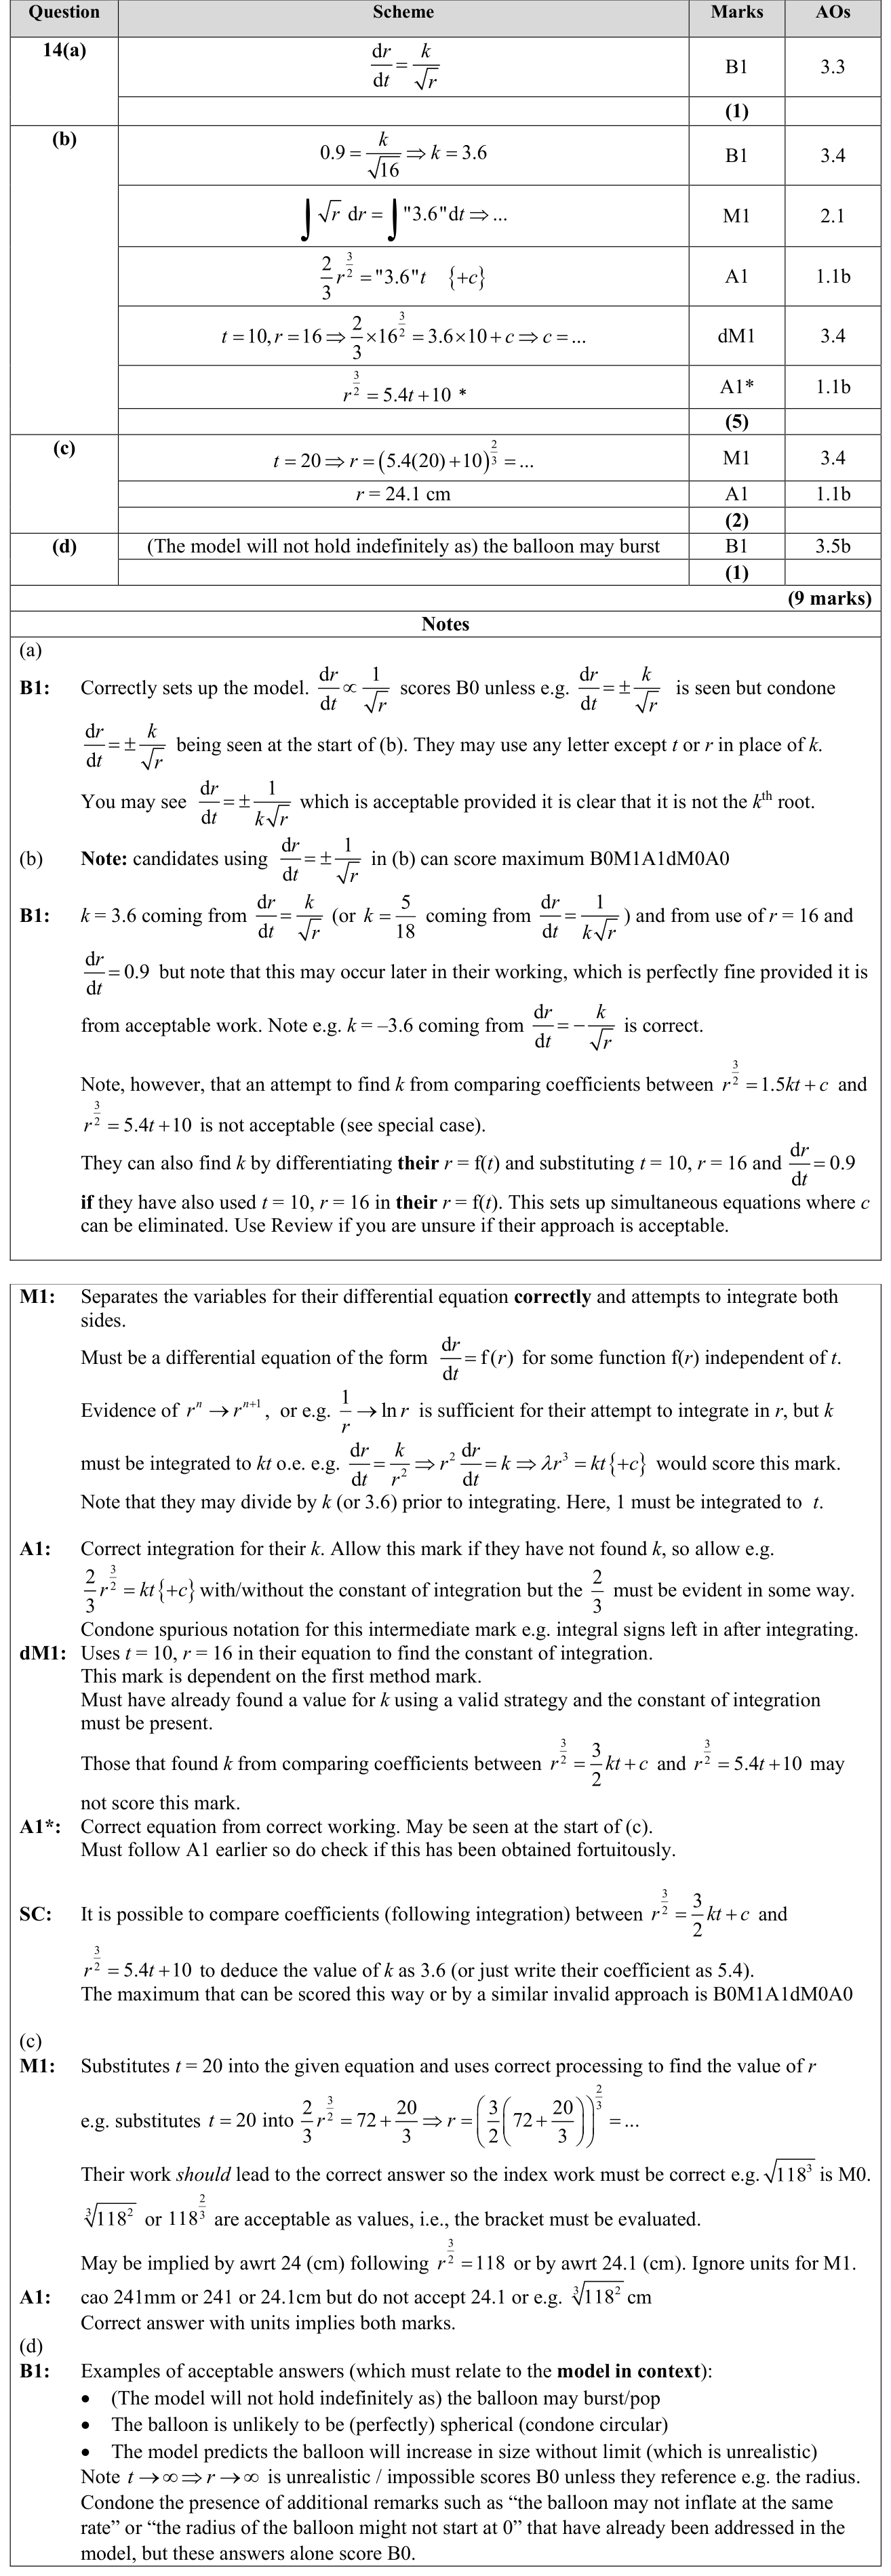 Question Scheme Marks AOs
14(a) dr/dt = k/√r B1 3.3
(1)
(b) 0.9 = k/√16 ⇒ k = 3.6 B1 3.4
∫√r dr = ∫"3.6"dt ⇒ ... M1 2.1
2/3 r^(3/2) = "3.6"t {+c} A1 1.1b
t = 10, r = 16 ⇒ 2/3 × 16^(3/2) = 3.6 × 10 + c ⇒ c = ... dM1 3.4
r^(3/2) = 5.4t + 10 * A1* 1.1b
(5)
(c) t = 20 ⇒ r = (5.4(20) + 10)^(2/3) = ... M1 3.4
r = 24.1 cm A1 1.1b
(2)
(d) (The model will not hold indefinitely as) the balloon may burst B1 3.5b
(1)
(9 marks)
Notes
(a)
B1: Correctly sets up the model. dr/dt ∝ 1/√r scores B0 unless e.g. dr/dt = ± k/√r is seen but condone
dr/dt = ± k/√r being seen at the start of (b). They may use any letter except t or r in place of k.
You may see dr/dt = ± 1/(k√r) which is acceptable provided it is clear that it is not the kth root.
(b) Note: candidates using dr/dt = ± 1/√r in (b) can score maximum B0M1A1dM0A0
B1: k = 3.6 coming from dr/dt = k/√r (or k = 5/18 coming from dr/dt = 1/(k√r) ) and from use of r = 16 and
dr/dt = 0.9 but note that this may occur later in their working, which is perfectly fine provided it is
from acceptable work. Note e.g. k = –3.6 coming from dr/dt = − k/√r is correct.
Note, however, that an attempt to find k from comparing coefficients between r^(3/2) = 1.5kt + c and
r^(3/2) = 5.4t + 10 is not acceptable (see special case).
They can also find k by differentiating their r = f(t) and substituting t = 10, r = 16 and dr/dt = 0.9
if they have also used t = 10, r = 16 in their r = f(t). This sets up simultaneous equations where c
can be eliminated. Use Review if you are unsure if their approach is acceptable.
M1: Separates the variables for their differential equation correctly and attempts to integrate both
sides.
Must be a differential equation of the form dr/dt = f(r) for some function f(r) independent of t.
Evidence of r^n → r^(n+1), or e.g. 1/r → ln r is sufficient for their attempt to integrate in r, but k
must be integrated to kt o.e. e.g. dr/dt = k/r² ⇒ r² dr/dt = k ⇒ λr³ = kt{+c} would score this mark.
Note that they may divide by k (or 3.6) prior to integrating. Here, 1 must be integrated to t.
A1: Correct integration for their k. Allow this mark if they have not found k, so allow e.g.
2/3 r^(3/2) = kt{+c} with/without the constant of integration but the 2/3 must be evident in some way.
Condone spurious notation for this intermediate mark e.g. integral signs left in after integrating.
dM1: Uses t = 10, r = 16 in their equation to find the constant of integration.
This mark is dependent on the first method mark.
Must have already found a value for k using a valid strategy and the constant of integration
must be present.
Those that found k from comparing coefficients between r^(3/2) = 3/2 kt + c and r^(3/2) = 5.4t + 10 may
not score this mark.
A1*: Correct equation from correct working. May be seen at the start of (c).
Must follow A1 earlier so do check if this has been obtained fortuitously.
SC: It is possible to compare coefficients (following integration) between r^(3/2) = 3/2 kt + c and
r^(3/2) = 5.4t + 10 to deduce the value of k as 3.6 (or just write their coefficient as 5.4).
The maximum that can be scored this way or by a similar invalid approach is B0M1A1dM0A0
(c)
M1: Substitutes t = 20 into the given equation and uses correct processing to find the value of r
e.g. substitutes t = 20 into 2/3 r^(3/2) = 72 + 20/3 ⇒ r = (3/2(72 + 20/3))^(2/3) = ...
Their work should lead to the correct answer so the index work must be correct e.g. √118³ is M0.
∛118² or 118^(2/3) are acceptable as values, i.e., the bracket must be evaluated.
May be implied by awrt 24 (cm) following r^(3/2) = 118 or by awrt 24.1 (cm). Ignore units for M1.
A1: cao 241mm or 241 or 24.1cm but do not accept 24.1 or e.g. ∛118² cm
Correct answer with units implies both marks.
(d)
B1: Examples of acceptable answers (which must relate to the model in context):
• (The model will not hold indefinitely as) the balloon may burst/pop
• The balloon is unlikely to be (perfectly) spherical (condone circular)
• The model predicts the balloon will increase in size without limit (which is unrealistic)
Note t → ∞ ⇒ r → ∞ is unrealistic / impossible scores B0 unless they reference e.g. the radius.
Condone the presence of additional remarks such as “the balloon may not inflate at the same
rate” or “the radius of the balloon might not start at 0” that have already been addressed in the
model, but these answers alone score B0.